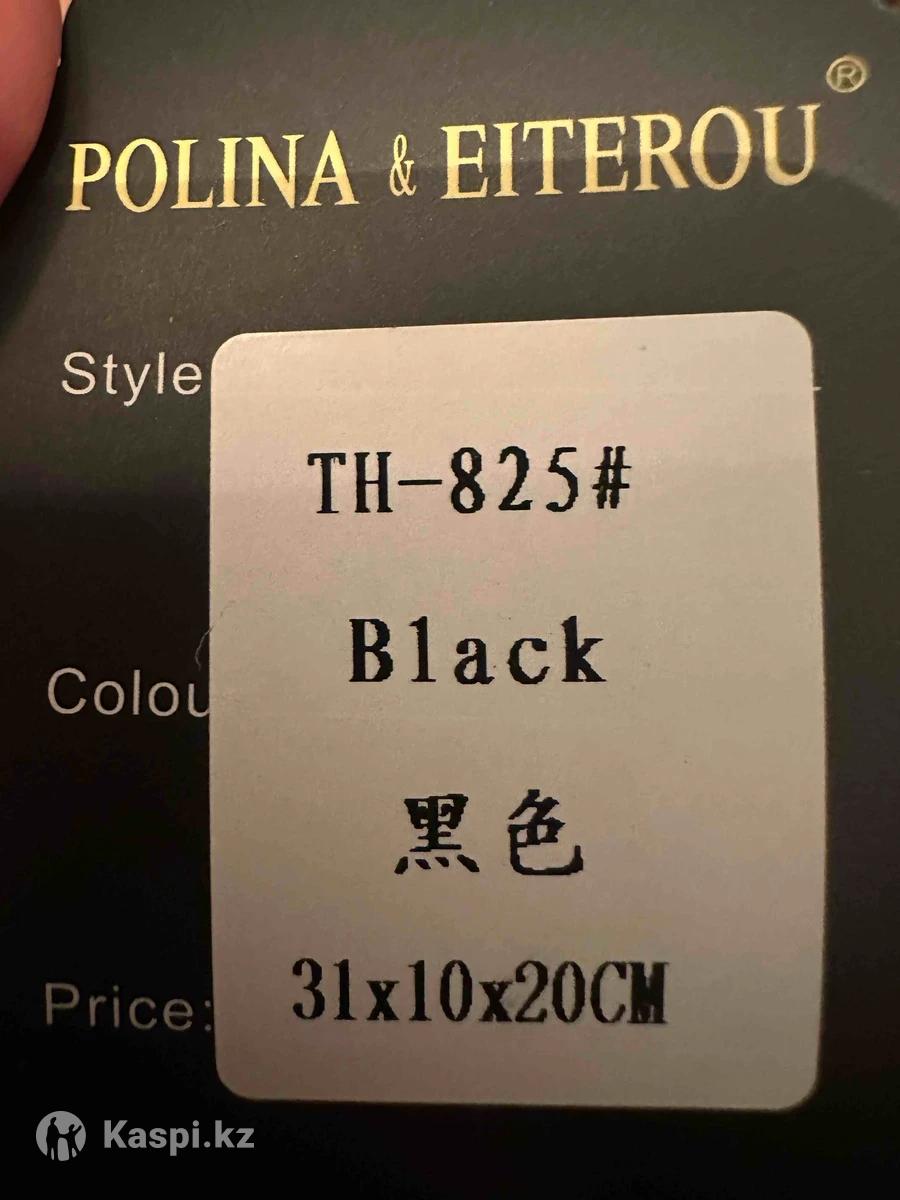 POLINA & EITEROU®
Style
TH-825#
Black
Colou
黑色
Price:
31x10x20CM
Kaspi.kz